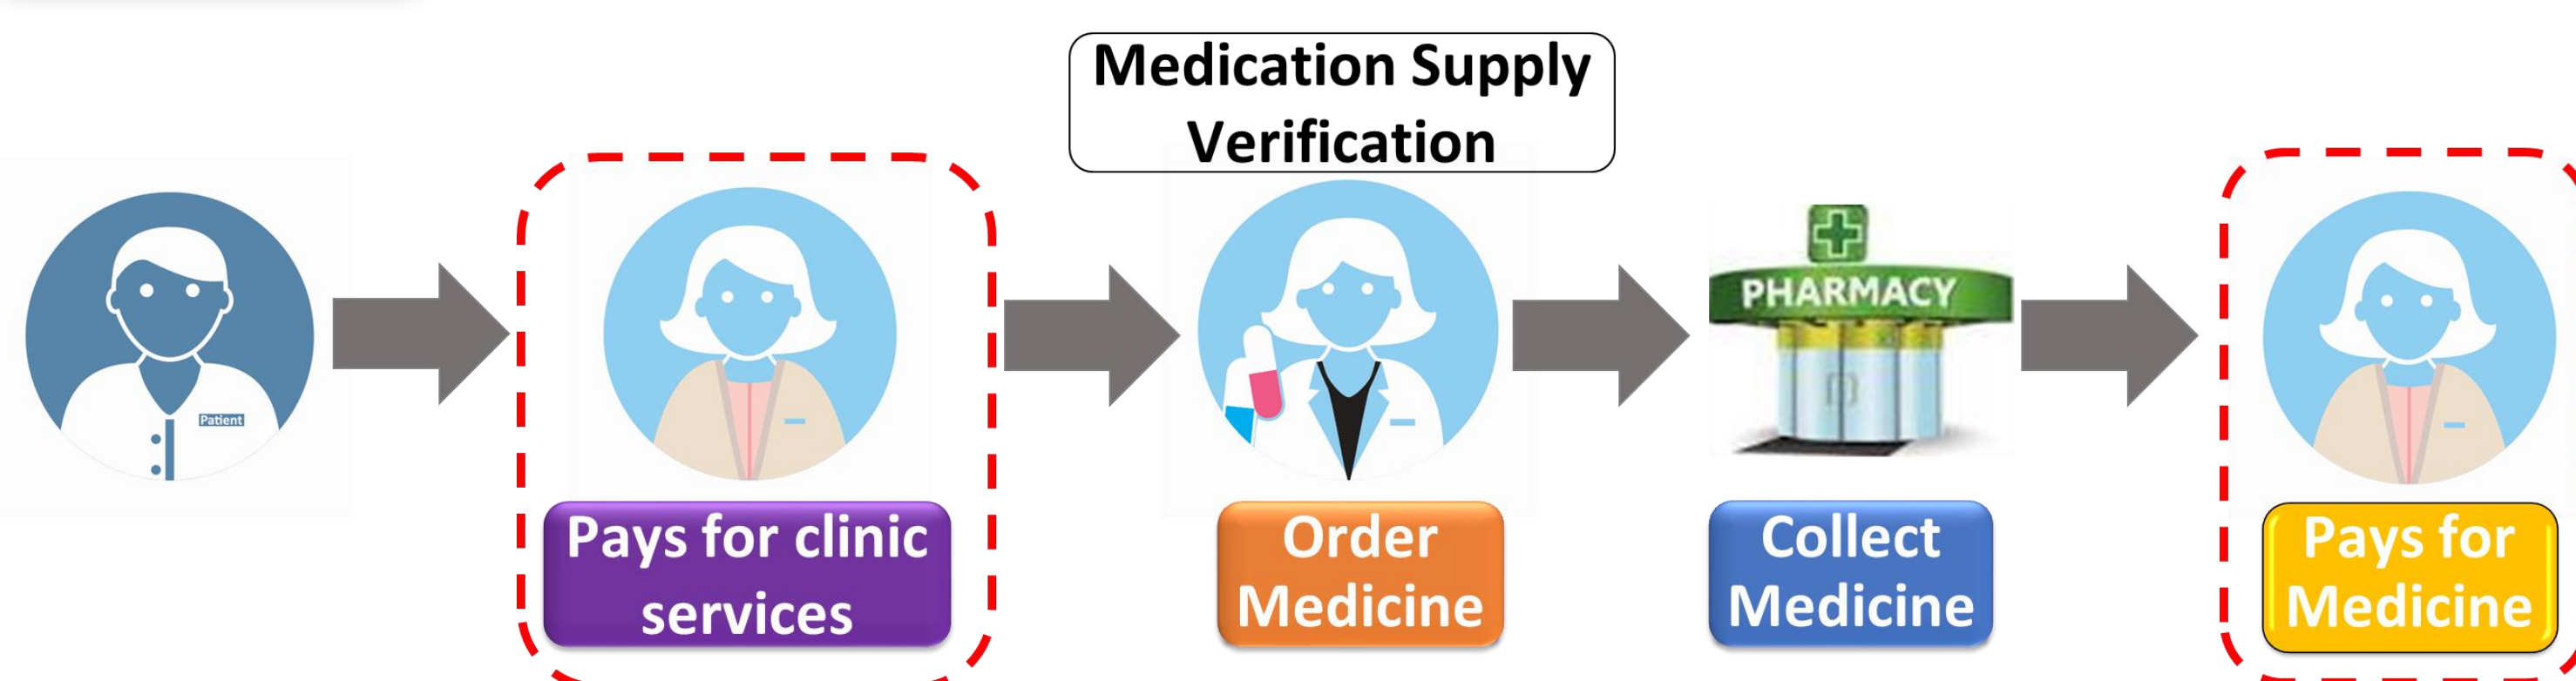 Medication Supply
Verification
Patient
PHARMACY
Pays for clinic
services
Order
Medicine
Collect
Medicine
Pays for
Medicine